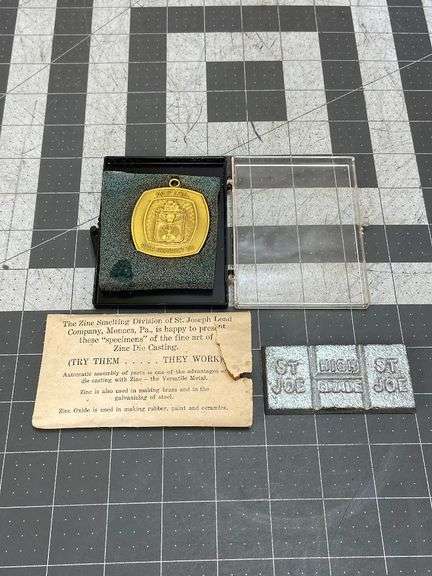 The Zinc Smelting Division of St. Joseph Lead
Company, Monaca, Pa., is happy to present
these "specimens" of the fine art of
Zinc Die Casting.
(TRY THEM . . . . THEY WORK)
Automatic assembly of parts is one of the advantages
die casting with Zinc — the Versatile Metal.
Zinc is also used in making brass and in the
galvanizing of steel.
Zinc Oxide is used in making rubber, paint and ceramics.
ST JOE
HIGH GRADE
ST. JOE